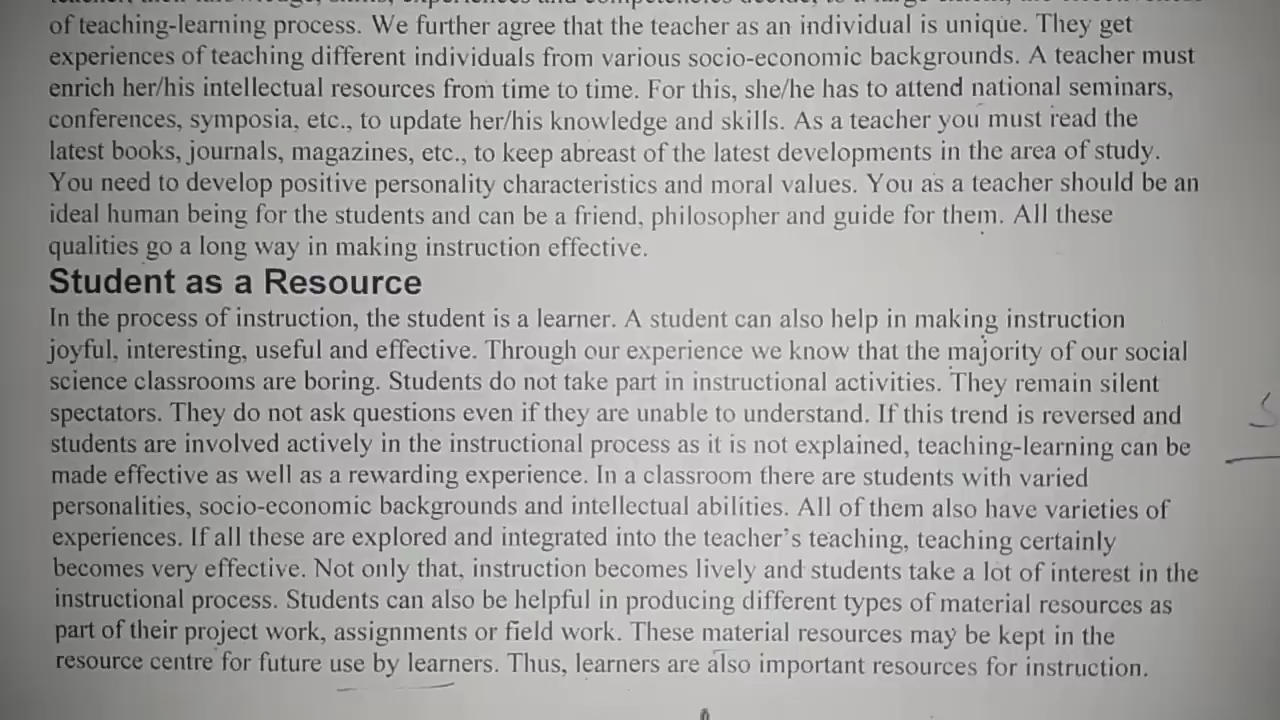 of teaching-learning process. We further agree that the teacher as an individual is unique. They get
experiences of teaching different individuals from various socio-economic backgrounds. A teacher must
enrich her/his intellectual resources from time to time. For this, she/he has to attend national seminars,
conferences, symposia, etc., to update her/his knowledge and skills. As a teacher you must read the
latest books, journals, magazines, etc., to keep abreast of the latest developments in the area of study.
You need to develop positive personality characteristics and moral values. You as a teacher should be an
ideal human being for the students and can be a friend, philosopher and guide for them. All these
qualities go a long way in making instruction effective.
Student as a Resource
In the process of instruction, the student is a learner. A student can also help in making instruction
joyful, interesting, useful and effective. Through our experience we know that the majority of our social
science classrooms are boring. Students do not take part in instructional activities. They remain silent
spectators. They do not ask questions even if they are unable to understand. If this trend is reversed and
students are involved actively in the instructional process as it is not explained, teaching-learning can be
made effective as well as a rewarding experience. In a classroom there are students with varied
personalities, socio-economic backgrounds and intellectual abilities. All of them also have varieties of
experiences. If all these are explored and integrated into the teacher's teaching, teaching certainly
becomes very effective. Not only that, instruction becomes lively and students take a lot of interest in the
instructional process. Students can also be helpful in producing different types of material resources as
part of their project work, assignments or field work. These material resources may be kept in the
resource centre for future use by learners. Thus, learners are also important resources for instruction.